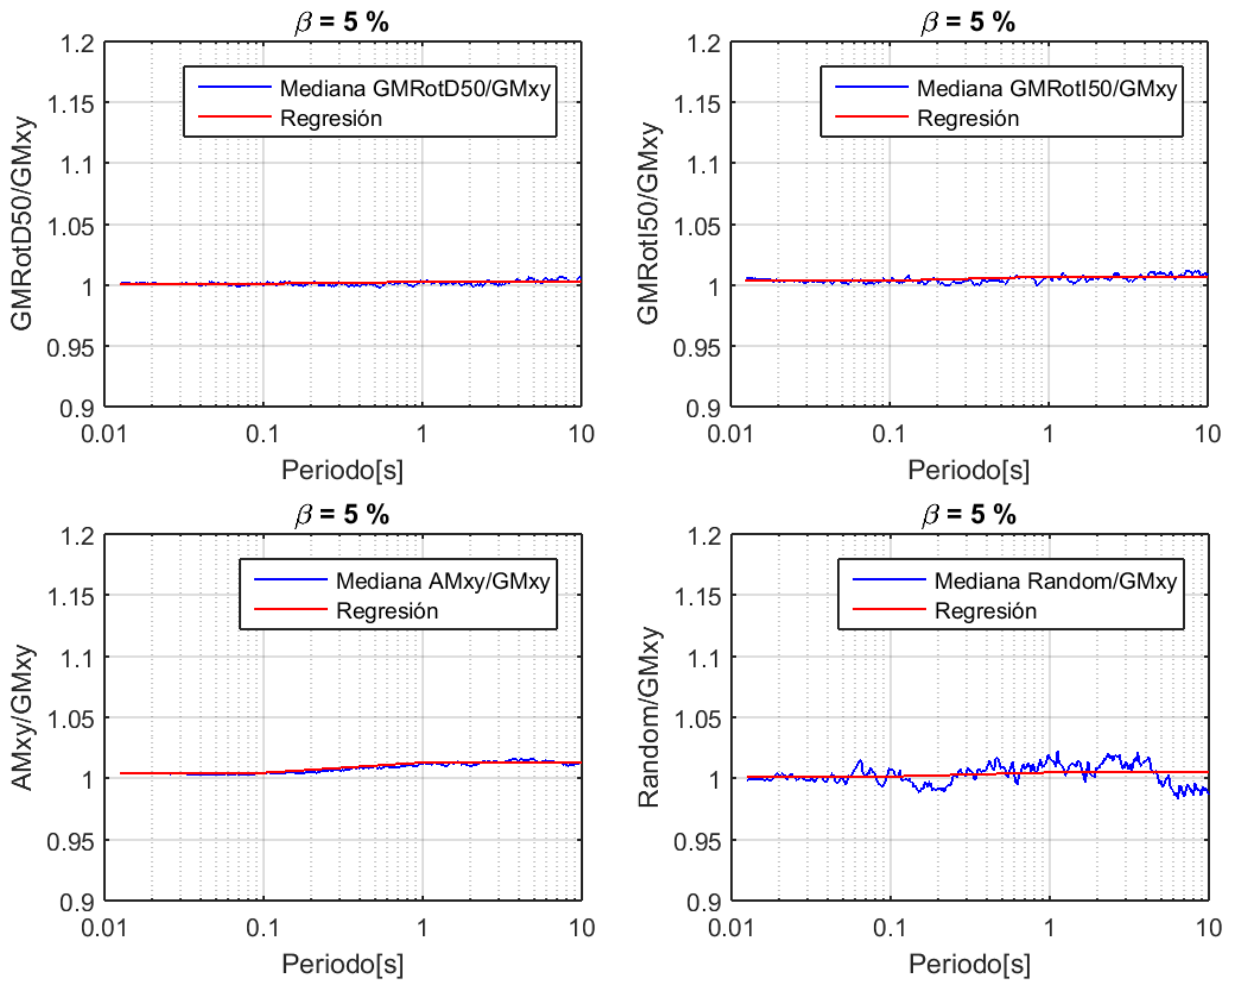 β = 5 %
1.2
1.15
1.1
1.05
1
0.95
0.9
GMRotD50/GMxy
Mediana GMRotD50/GMxy
Regresión
0.01
0.1
1
10
Periodo[s]
β = 5 %
1.2
1.15
1.1
1.05
1
0.95
0.9
GMRotI50/GMxy
Mediana GMRotI50/GMxy
Regresión
0.01
0.1
1
10
Periodo[s]
β = 5 %
1.2
1.15
1.1
1.05
1
0.95
0.9
AMxy/GMxy
Mediana AMxy/GMxy
Regresión
0.01
0.1
1
10
Periodo[s]
β = 5 %
1.2
1.15
1.1
1.05
1
0.95
0.9
Random/GMxy
Mediana Random/GMxy
Regresión
0.01
0.1
1
10
Periodo[s]